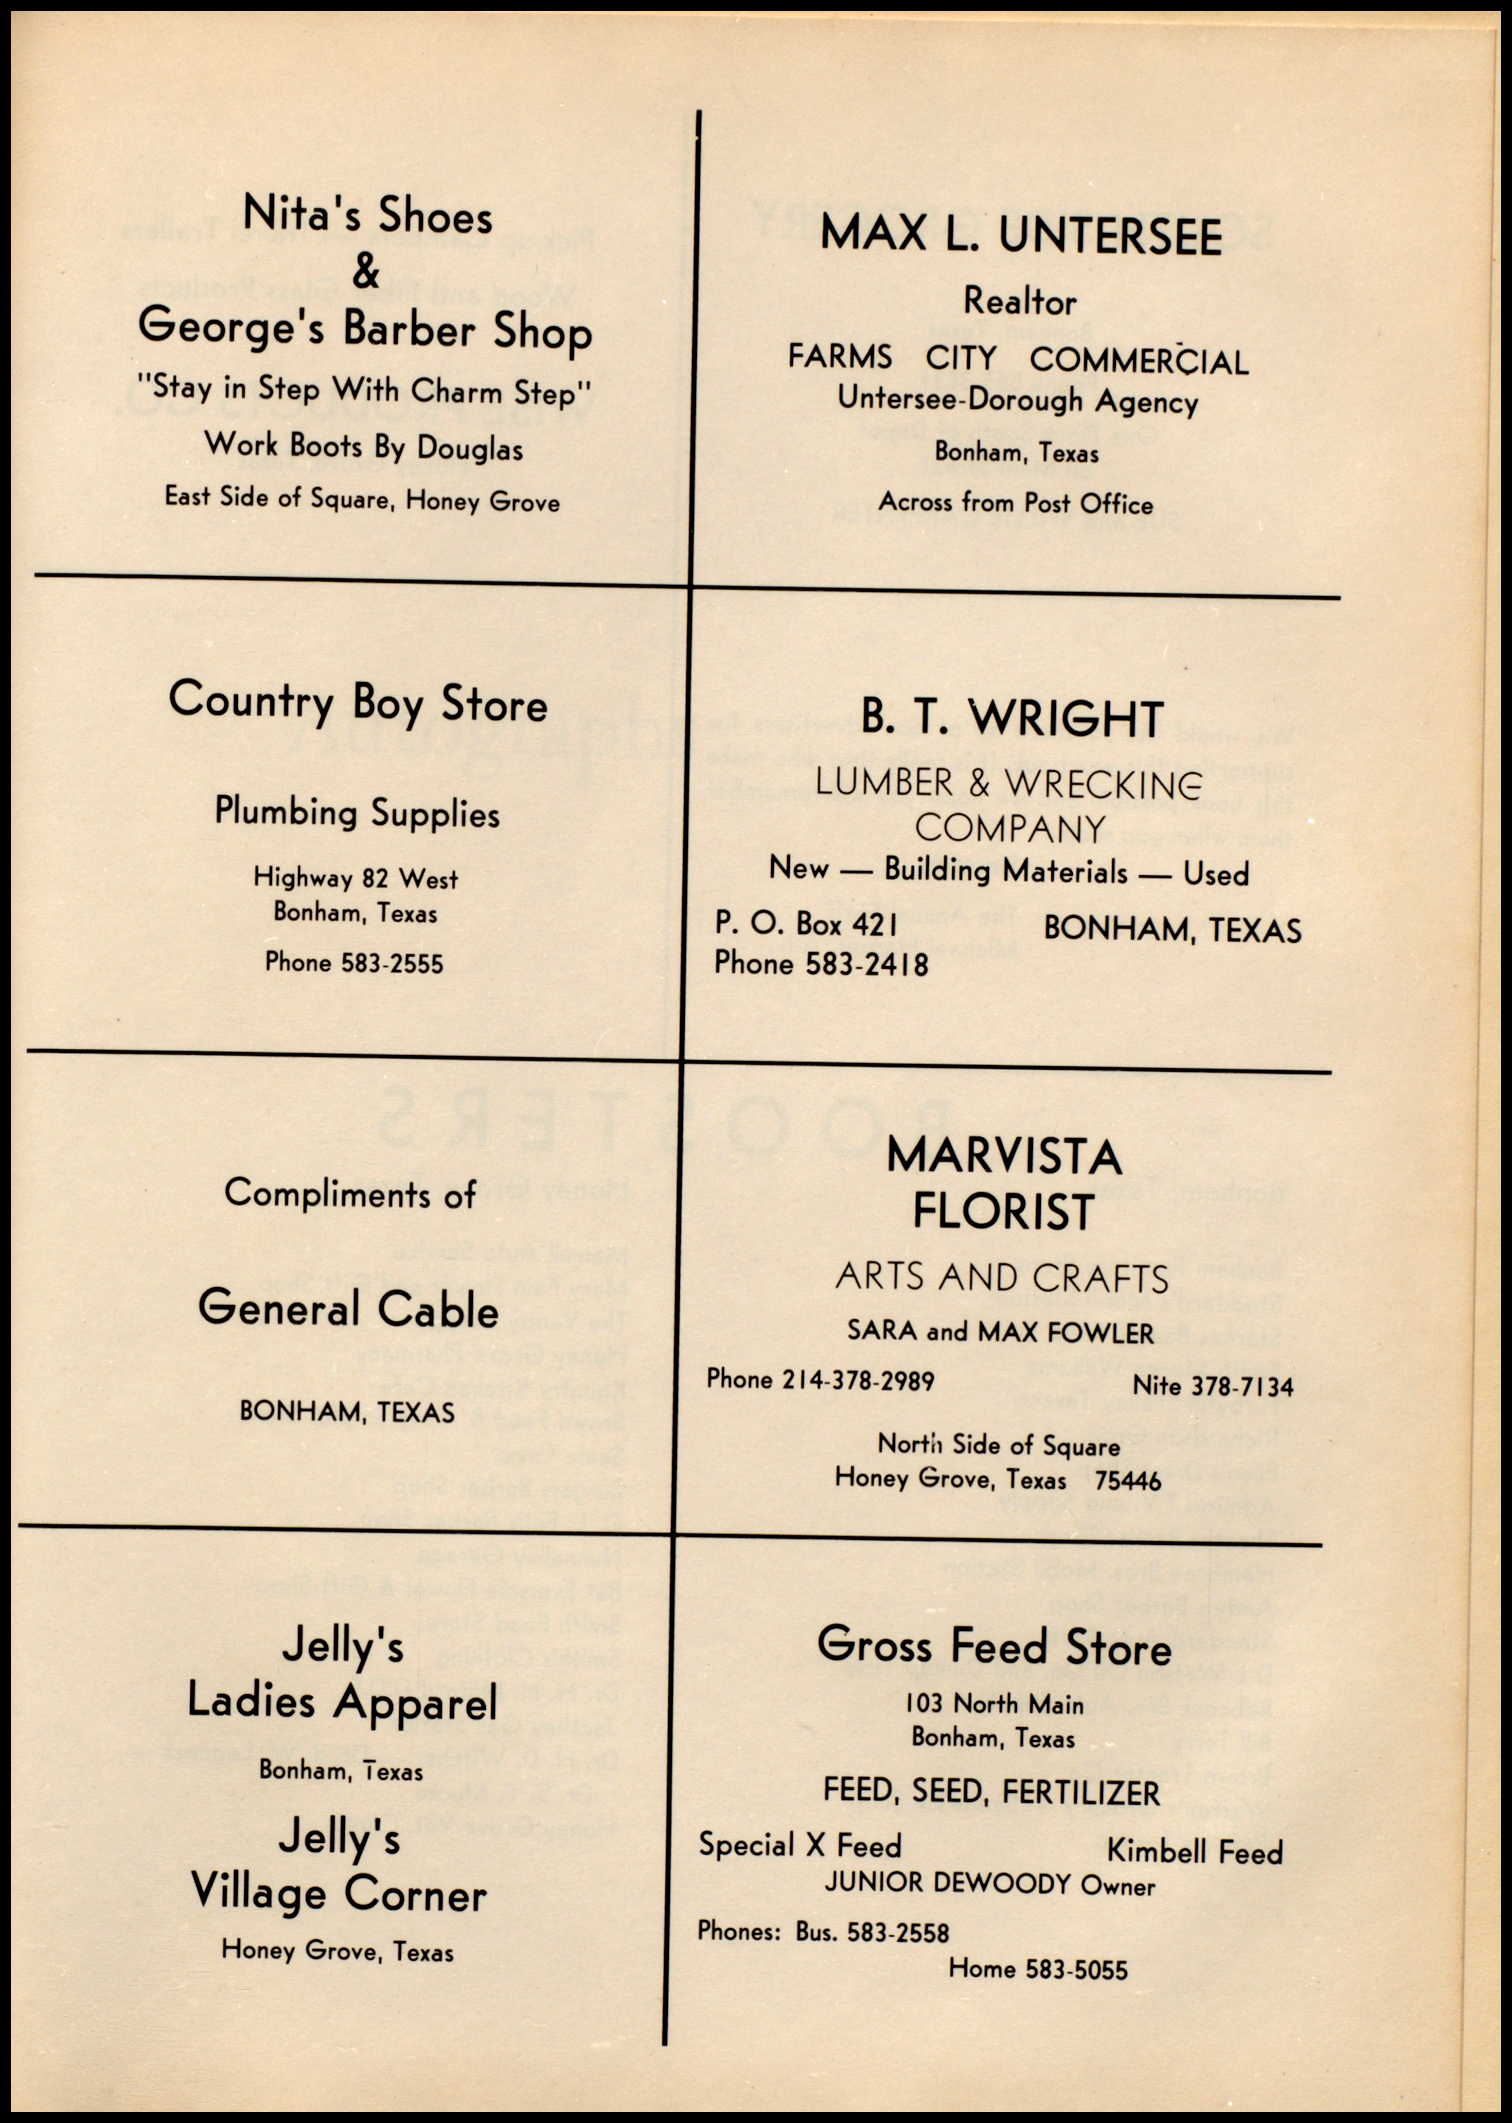 Nita's Shoes
&
George's Barber Shop
"Stay in Step With Charm Step"
Work Boots By Douglas
East Side of Square, Honey Grove
MAX L. UNTERSEE
Realtor
FARMS CITY COMMERCIAL
Untersee-Dorough Agency
Bonham, Texas
Across from Post Office
Country Boy Store
Plumbing Supplies
Highway 82 West
Bonham, Texas
Phone 583-2555
B. T. WRIGHT
LUMBER & WRECKING
COMPANY
New — Building Materials — Used
P. O. Box 421 BONHAM, TEXAS
Phone 583-2418
Compliments of
General Cable
BONHAM, TEXAS
MARVISTA
FLORIST
ARTS AND CRAFTS
SARA and MAX FOWLER
Phone 214-378-2989 Nite 378-7134
North Side of Square
Honey Grove, Texas 75446
Jelly's
Ladies Apparel
Bonham, Texas
Jelly's
Village Corner
Honey Grove, Texas
Gross Feed Store
103 North Main
Bonham, Texas
FEED, SEED, FERTILIZER
Special X Feed Kimbell Feed
JUNIOR DEWOODY Owner
Phones: Bus. 583-2558
Home 583-5055